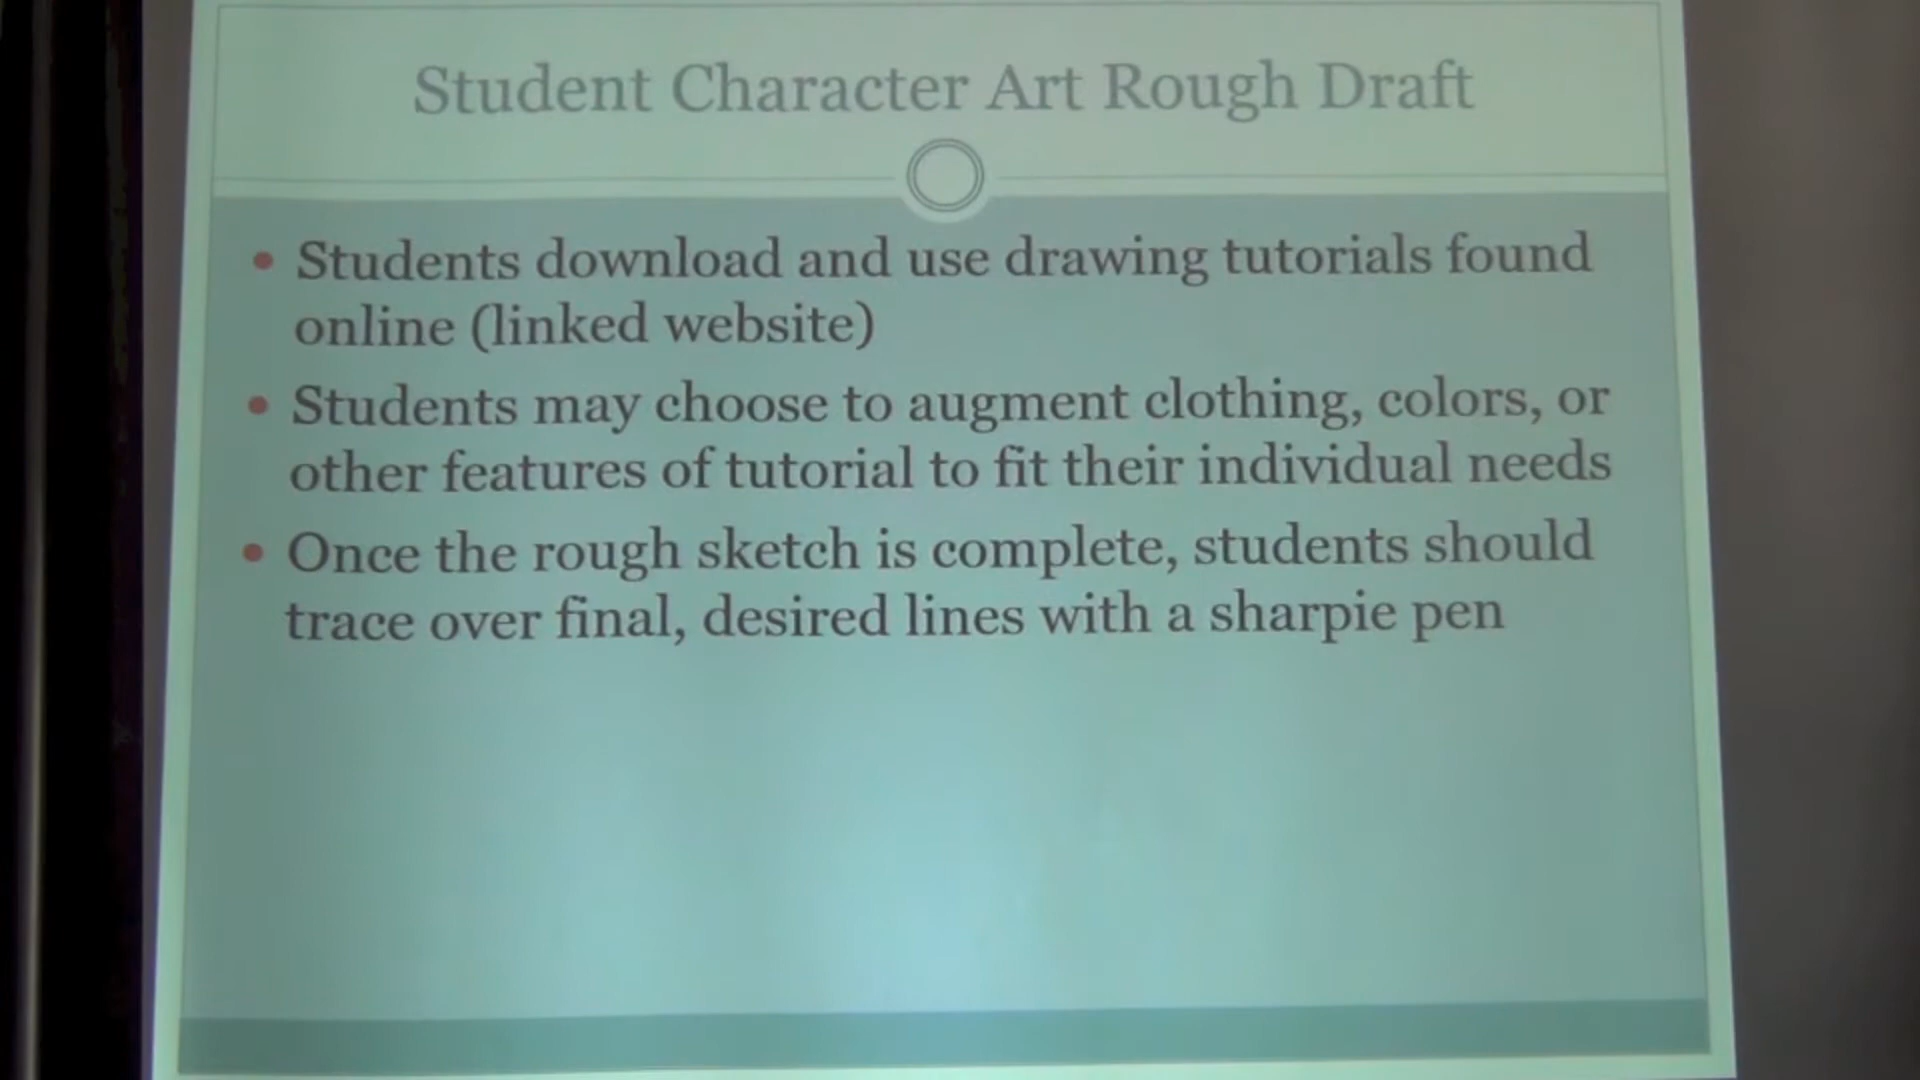 Student Character Art Rough Draft
• Students download and use drawing tutorials found
online (linked website)
• Students may choose to augment clothing, colors, or
other features of tutorial to fit their individual needs
• Once the rough sketch is complete, students should
trace over final, desired lines with a sharpie pen